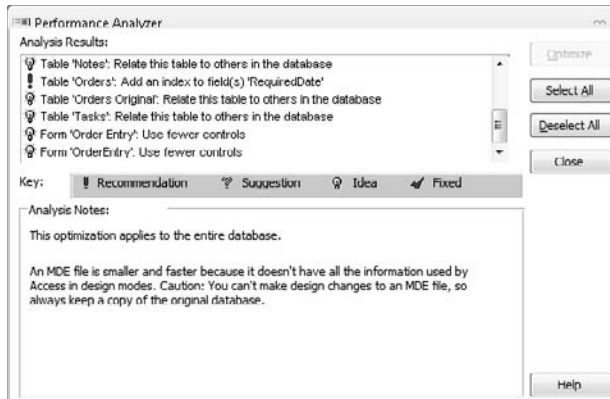 Performance Analyzer
Analysis Results:
Table 'Notes': Relate this table to others in the database
Table 'Orders': Add an index to field(s) 'RequiredDate'
Table 'Orders Original': Relate this table to others in the database
Table 'Tasks': Relate this table to others in the database
Form 'Order Entry': Use fewer controls
Form 'OrderEntry': Use fewer controls
Optimize
Select All
Deselect All
Close
Key: Recommendation Suggestion Idea Fixed
Analysis Notes:
This optimization applies to the entire database.
An MDE file is smaller and faster because it doesn't have all the information used by
Access in design modes. Caution: You can't make design changes to an MDE file, so
always keep a copy of the original database.
Help